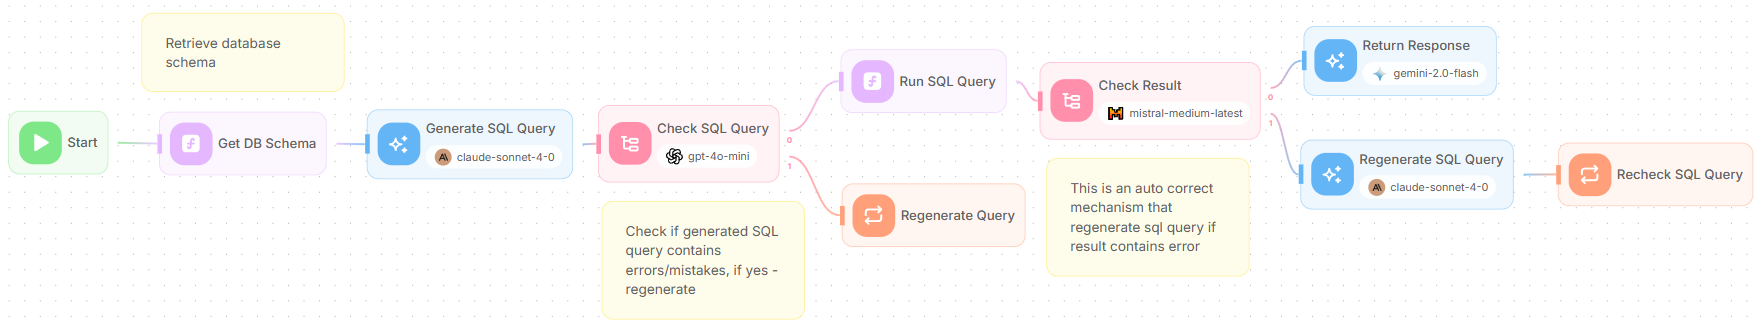 Retrieve database
schema
Start
Get DB Schema
Generate SQL Query
claude-sonnet-4-0
Check SQL Query
gpt-4o-mini
0
1
Check if generated SQL
query contains
errors/mistakes, if yes -
regenerate
Run SQL Query
Regenerate Query
Check Result
mistral-medium-latest
0
1
This is an auto correct
mechanism that
regenerate sql query if
result contains error
Return Response
gemini-2.0-flash
Regenerate SQL Query
claude-sonnet-4-0
Recheck SQL Query